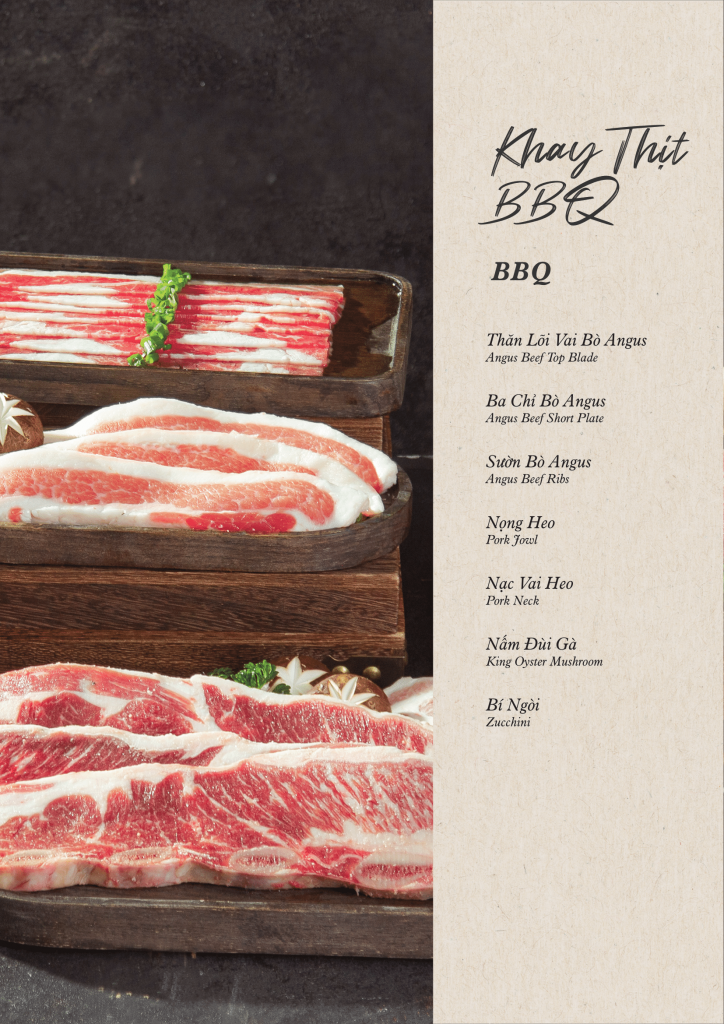 Khay Thịt
BBQ
BBQ
Thăn Lõi Vai Bò Angus
Angus Beef Top Blade
Ba Chỉ Bò Angus
Angus Beef Short Plate
Sườn Bò Angus
Angus Beef Ribs
Nọng Heo
Pork Jowl
Nạc Vai Heo
Pork Neck
Nấm Đùi Gà
King Oyster Mushroom
Bí Ngòi
Zucchini